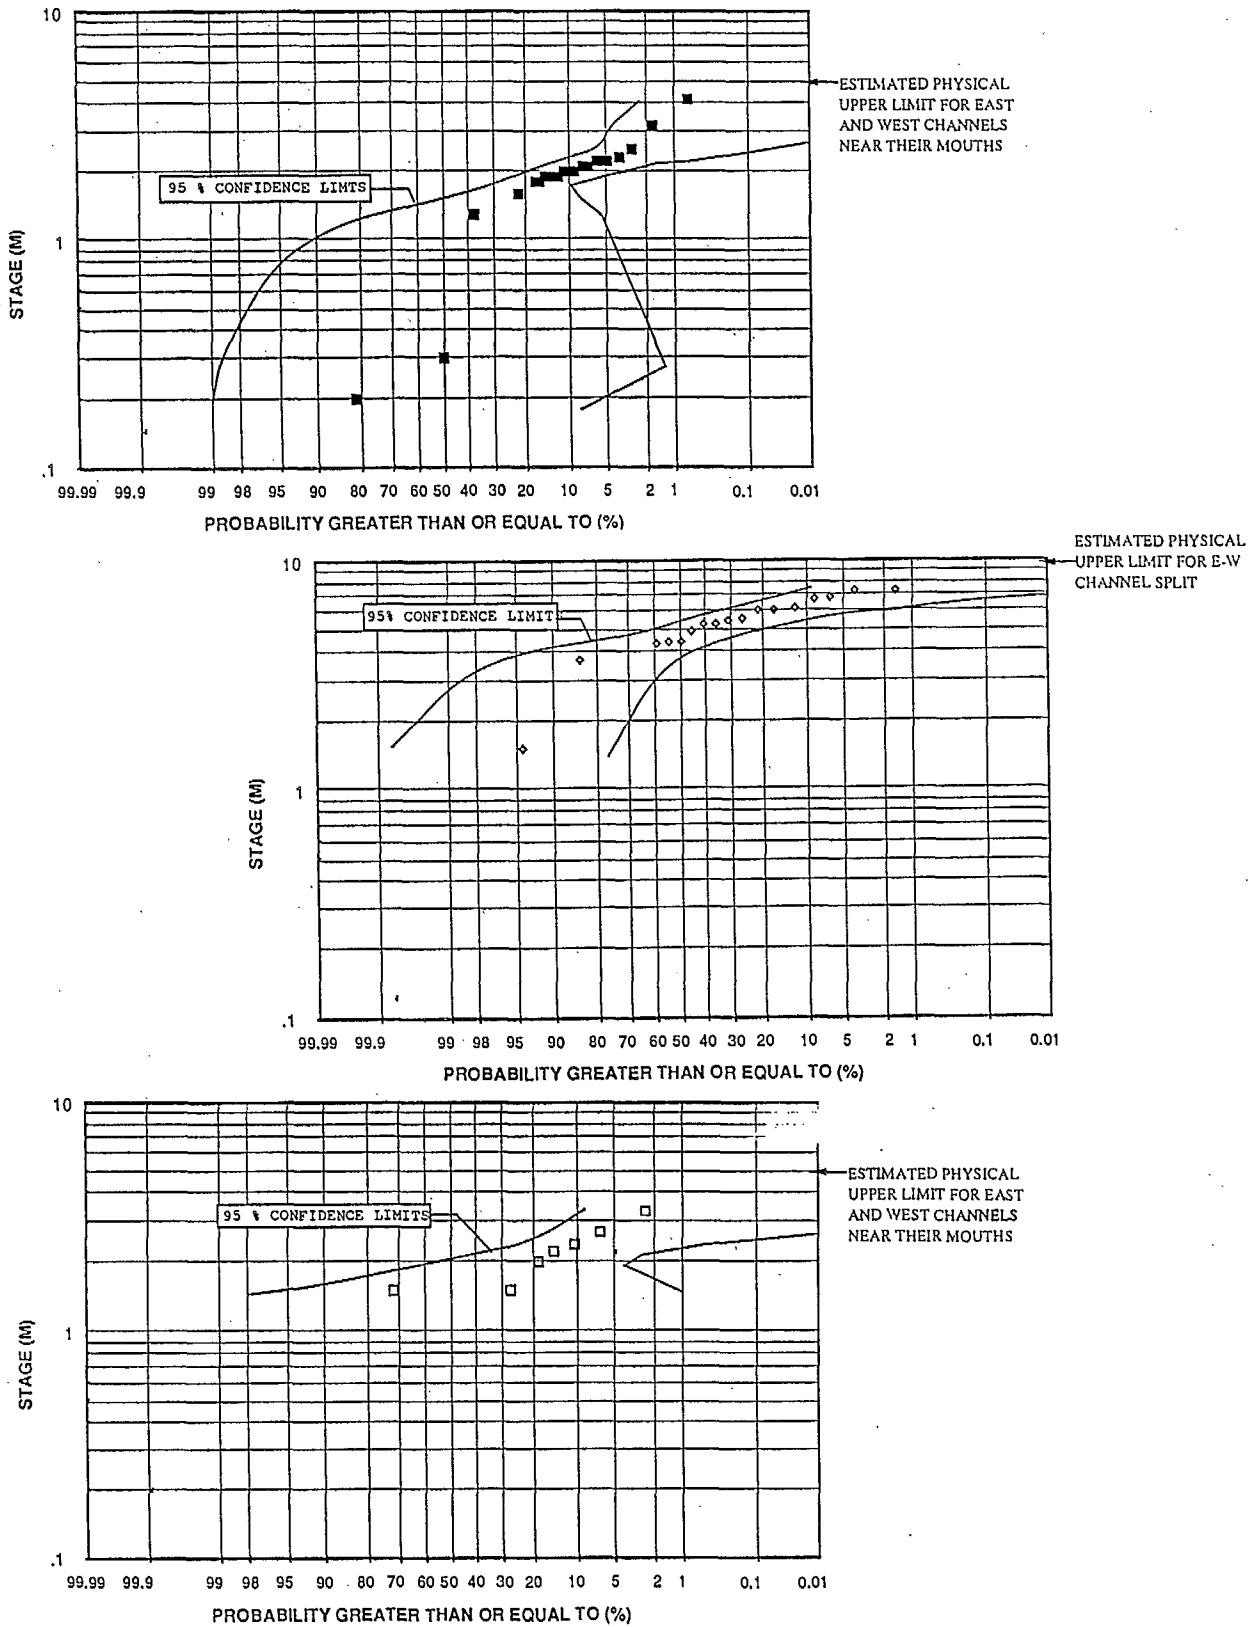 10
ESTIMATED PHYSICAL
UPPER LIMIT FOR EAST
AND WEST CHANNELS
NEAR THEIR MOUTHS
95 % CONFIDENCE LIMTS
1
STAGE (M)
.1
99.99 99.9 99 98 95 90 80 70 60 50 40 30 20 10 5 2 1 0.1 0.01
PROBABILITY GREATER THAN OR EQUAL TO (%)
ESTIMATED PHYSICAL
UPPER LIMIT FOR E-W
CHANNEL SPLIT
10
95% CONFIDENCE LIMIT
1
STAGE (M)
.1
99.99 99.9 99 98 95 90 80 70 60 50 40 30 20 10 5 2 1 0.1 0.01
PROBABILITY GREATER THAN OR EQUAL TO (%)
10
ESTIMATED PHYSICAL
UPPER LIMIT FOR EAST
AND WEST CHANNELS
NEAR THEIR MOUTHS
95 % CONFIDENCE LIMITS
1
STAGE (M)
.1
99.99 99.9 99 98 95 90 80 70 60 50 40 30 20 10 5 2 1 0.1 0.01
PROBABILITY GREATER THAN OR EQUAL TO (%)